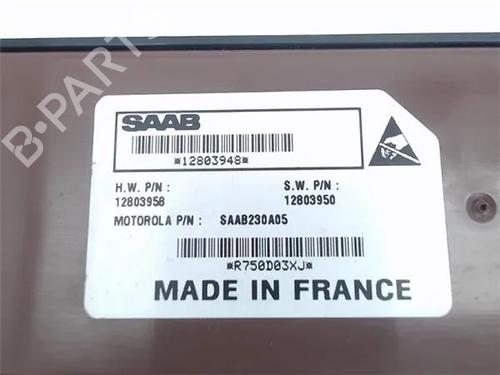 SAAB
*12803948*
H.W. P/N : S.W. P/N :
12803958 12803950
MOTOROLA P/N : SAAB230A05
*R750D03XJ*
MADE IN FRANCE
B-PARTS